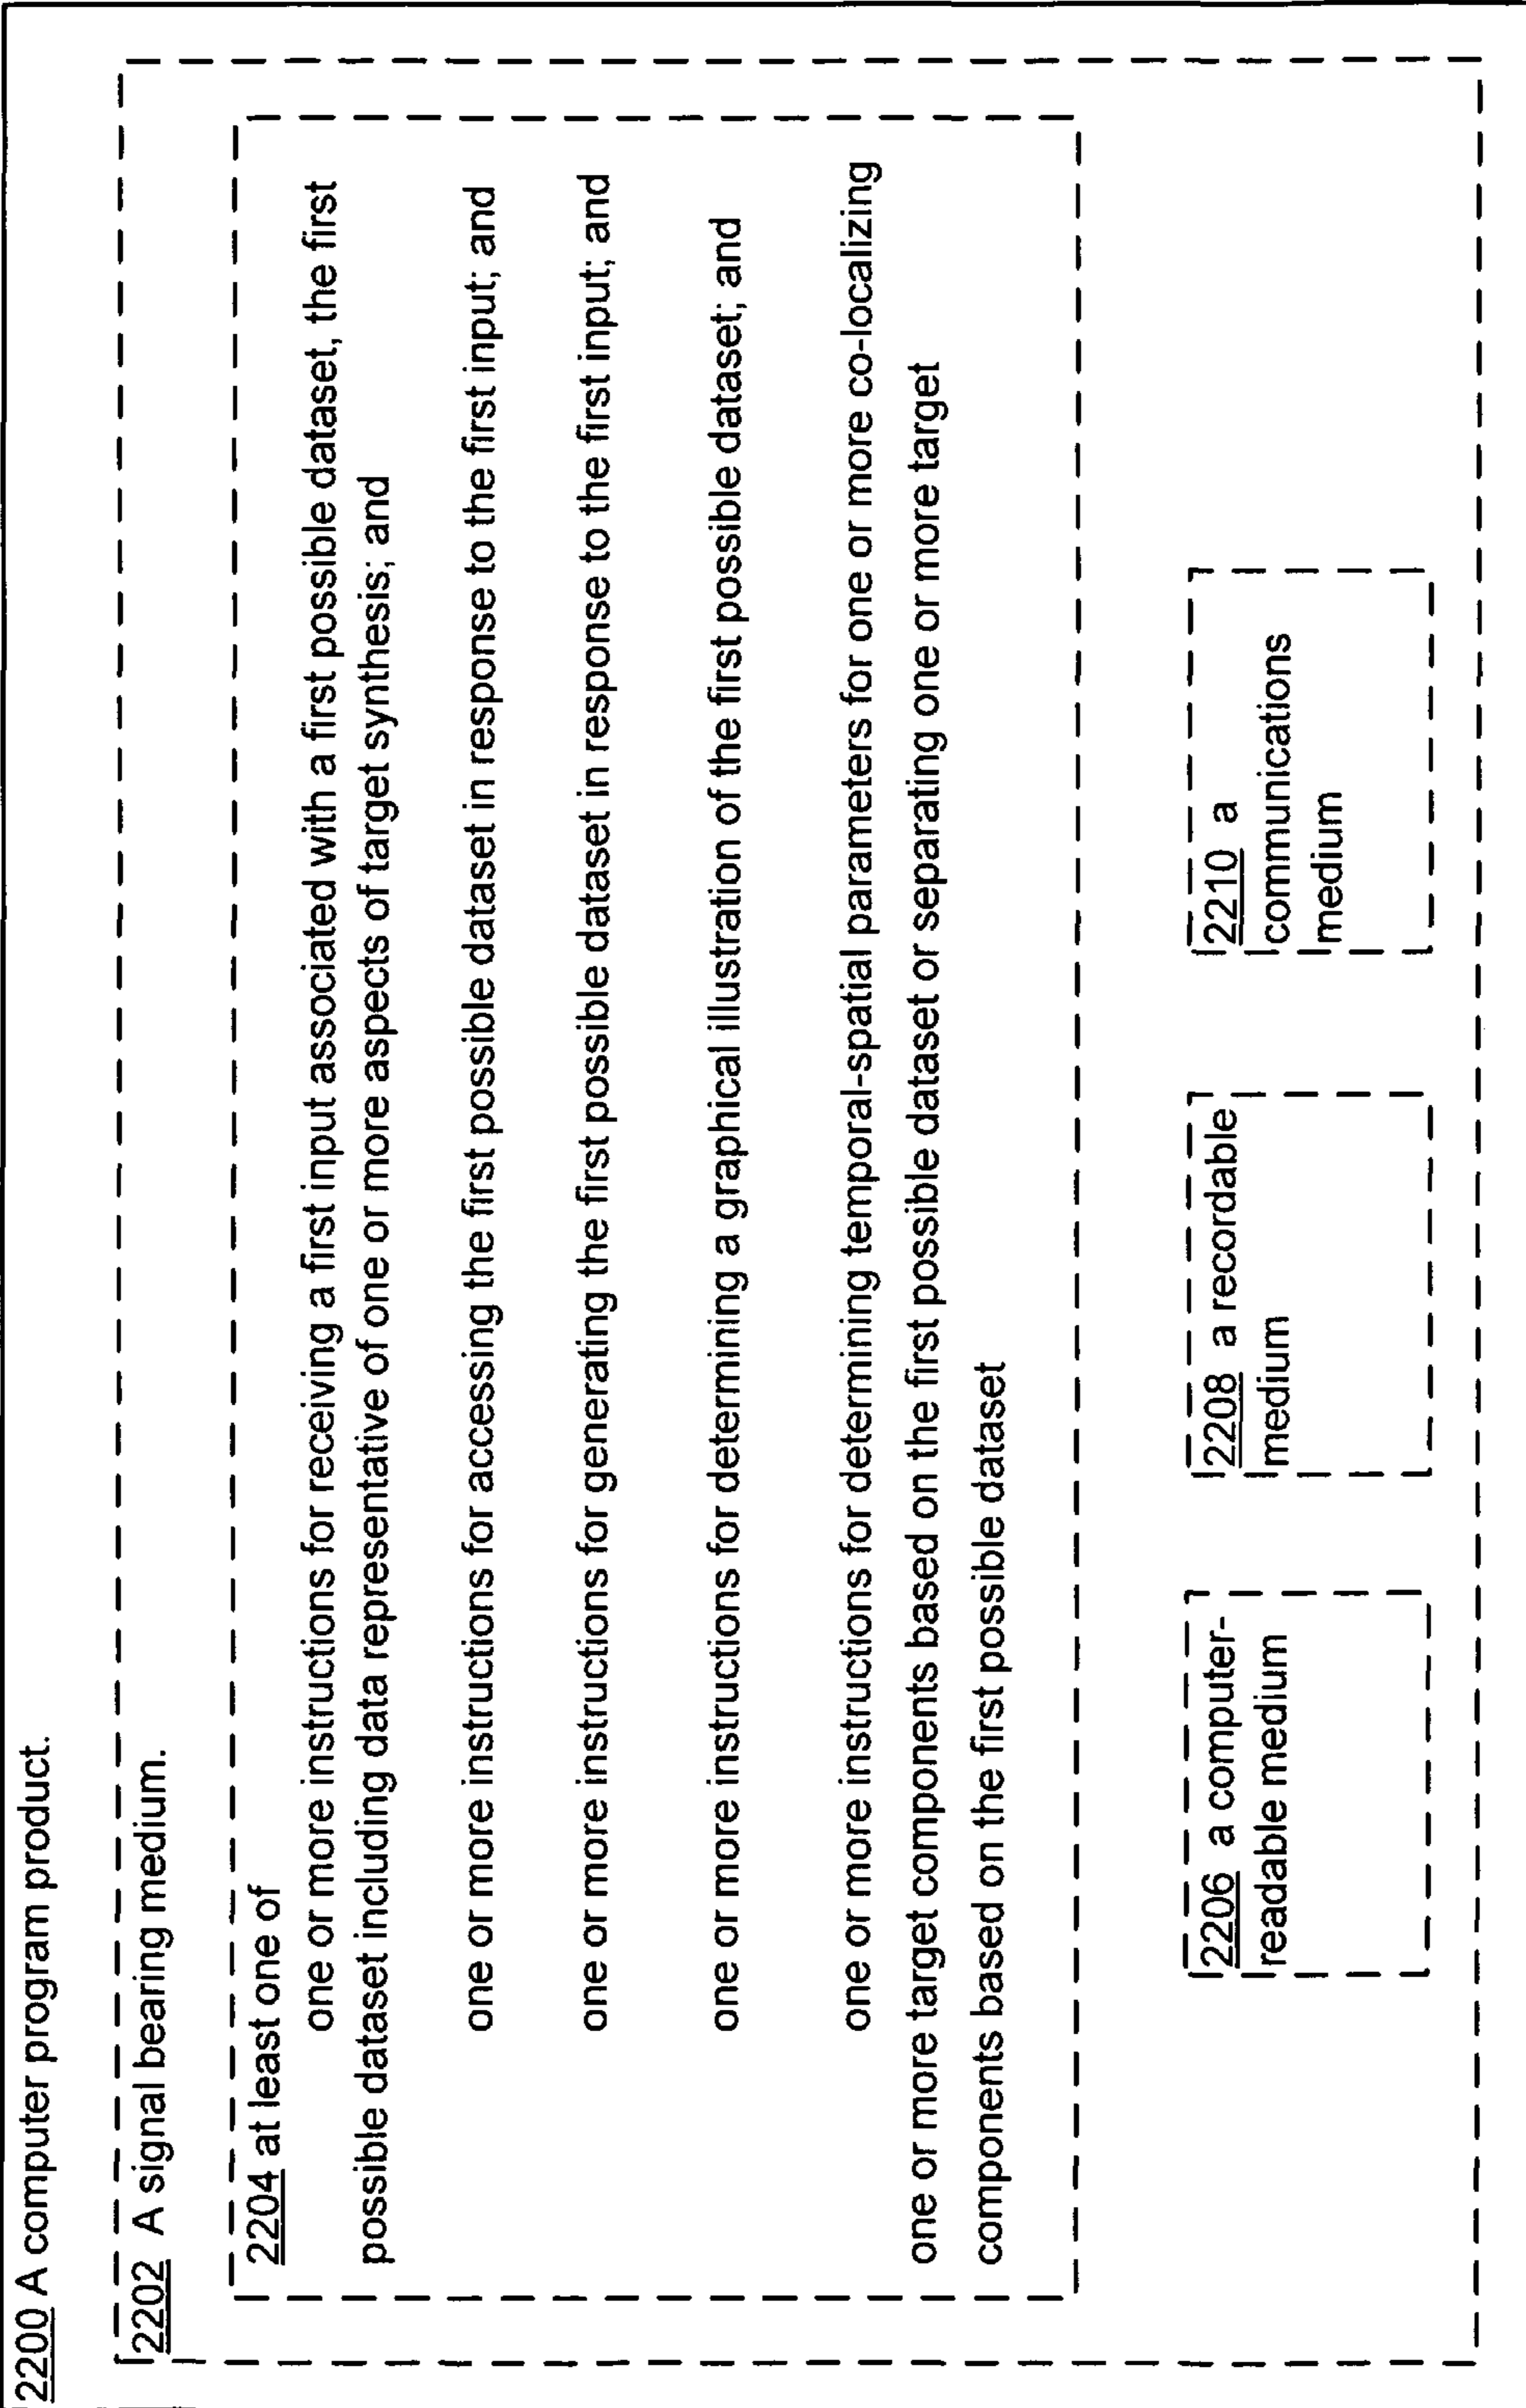 2200 A computer program product.
2202 A signal bearing medium.
2204 at least one of
one or more instructions for receiving a first input associated with a first possible dataset, the first
possible dataset including data representative of one or more aspects of target synthesis; and
one or more instructions for accessing the first possible dataset in response to the first input; and
one or more instructions for generating the first possible dataset in response to the first input; and
one or more instructions for determining a graphical illustration of the first possible dataset; and
one or more instructions for determining temporal-spatial parameters for one or more co-localizing
one or more target components based on the first possible dataset or separating one or more target
components based on the first possible dataset
2206 a computer-
readable medium
2208 a recordable
medium
2210 a
communications
medium